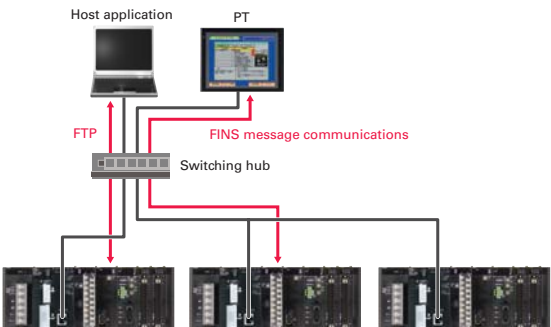 Host application
PT
FTP
FINS message communications
Switching hub